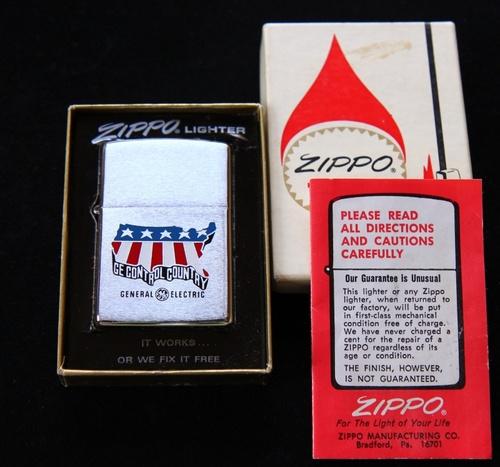 ZIPPO® LIGHTER
GE CONTROL COUNTRY
GENERAL GE ELECTRIC
IT WORKS...
OR WE FIX IT FREE
ZIPPO®
PLEASE READ
ALL DIRECTIONS
AND CAUTIONS
CAREFULLY
Our Guarantee is Unusual
This lighter or any Zippo
lighter, when returned to
our factory, will be put
in first-class mechanical
condition free of charge.
We have never charged a
cent for the repair of a
ZIPPO regardless of its
age or condition.
THE FINISH, HOWEVER,
IS NOT GUARANTEED.
ZIPPO®
For The Light of Your Life
ZIPPO MANUFACTURING CO.
Bradford, Pa. 16701